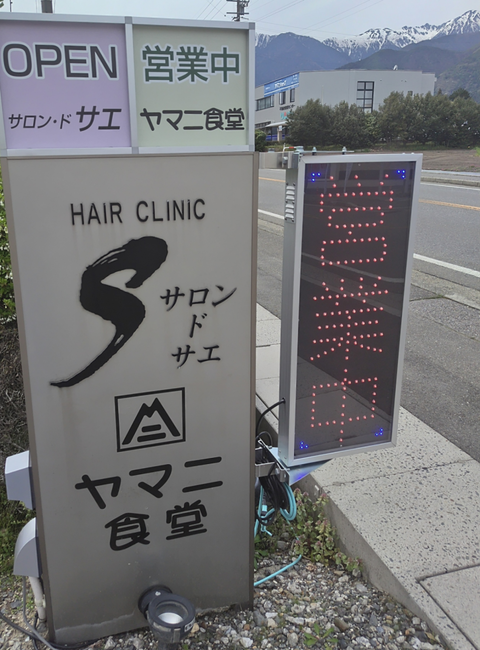 OPEN
サロン・ド サエ
営業中
ヤマニ食堂
HAIR CLINIC
S
サロン
ド
サエ
ヤマニ
食堂
営業中